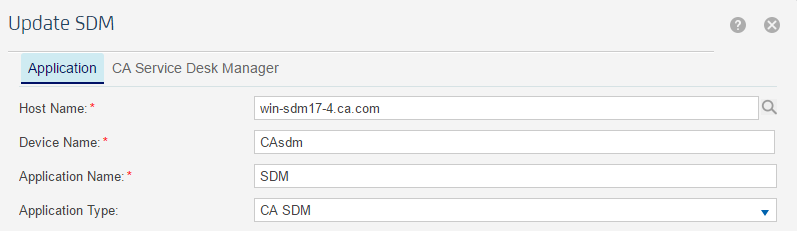 Update SDM
Application CA Service Desk Manager
Host Name: * win-sdm17-4.ca.com
Device Name: * CAsdm
Application Name: * SDM
Application Type: CA SDM